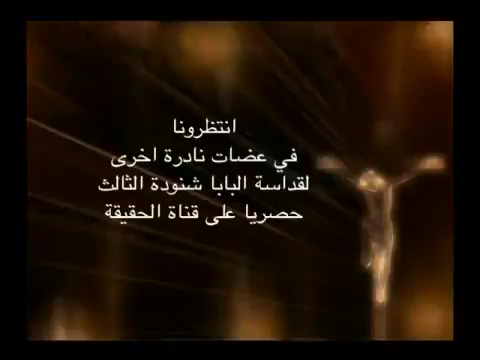 انتظرونا
في عضات نادرة اخرى
لقداسة البابا شنودة الثالث
حصريا على قناة الحقيقة